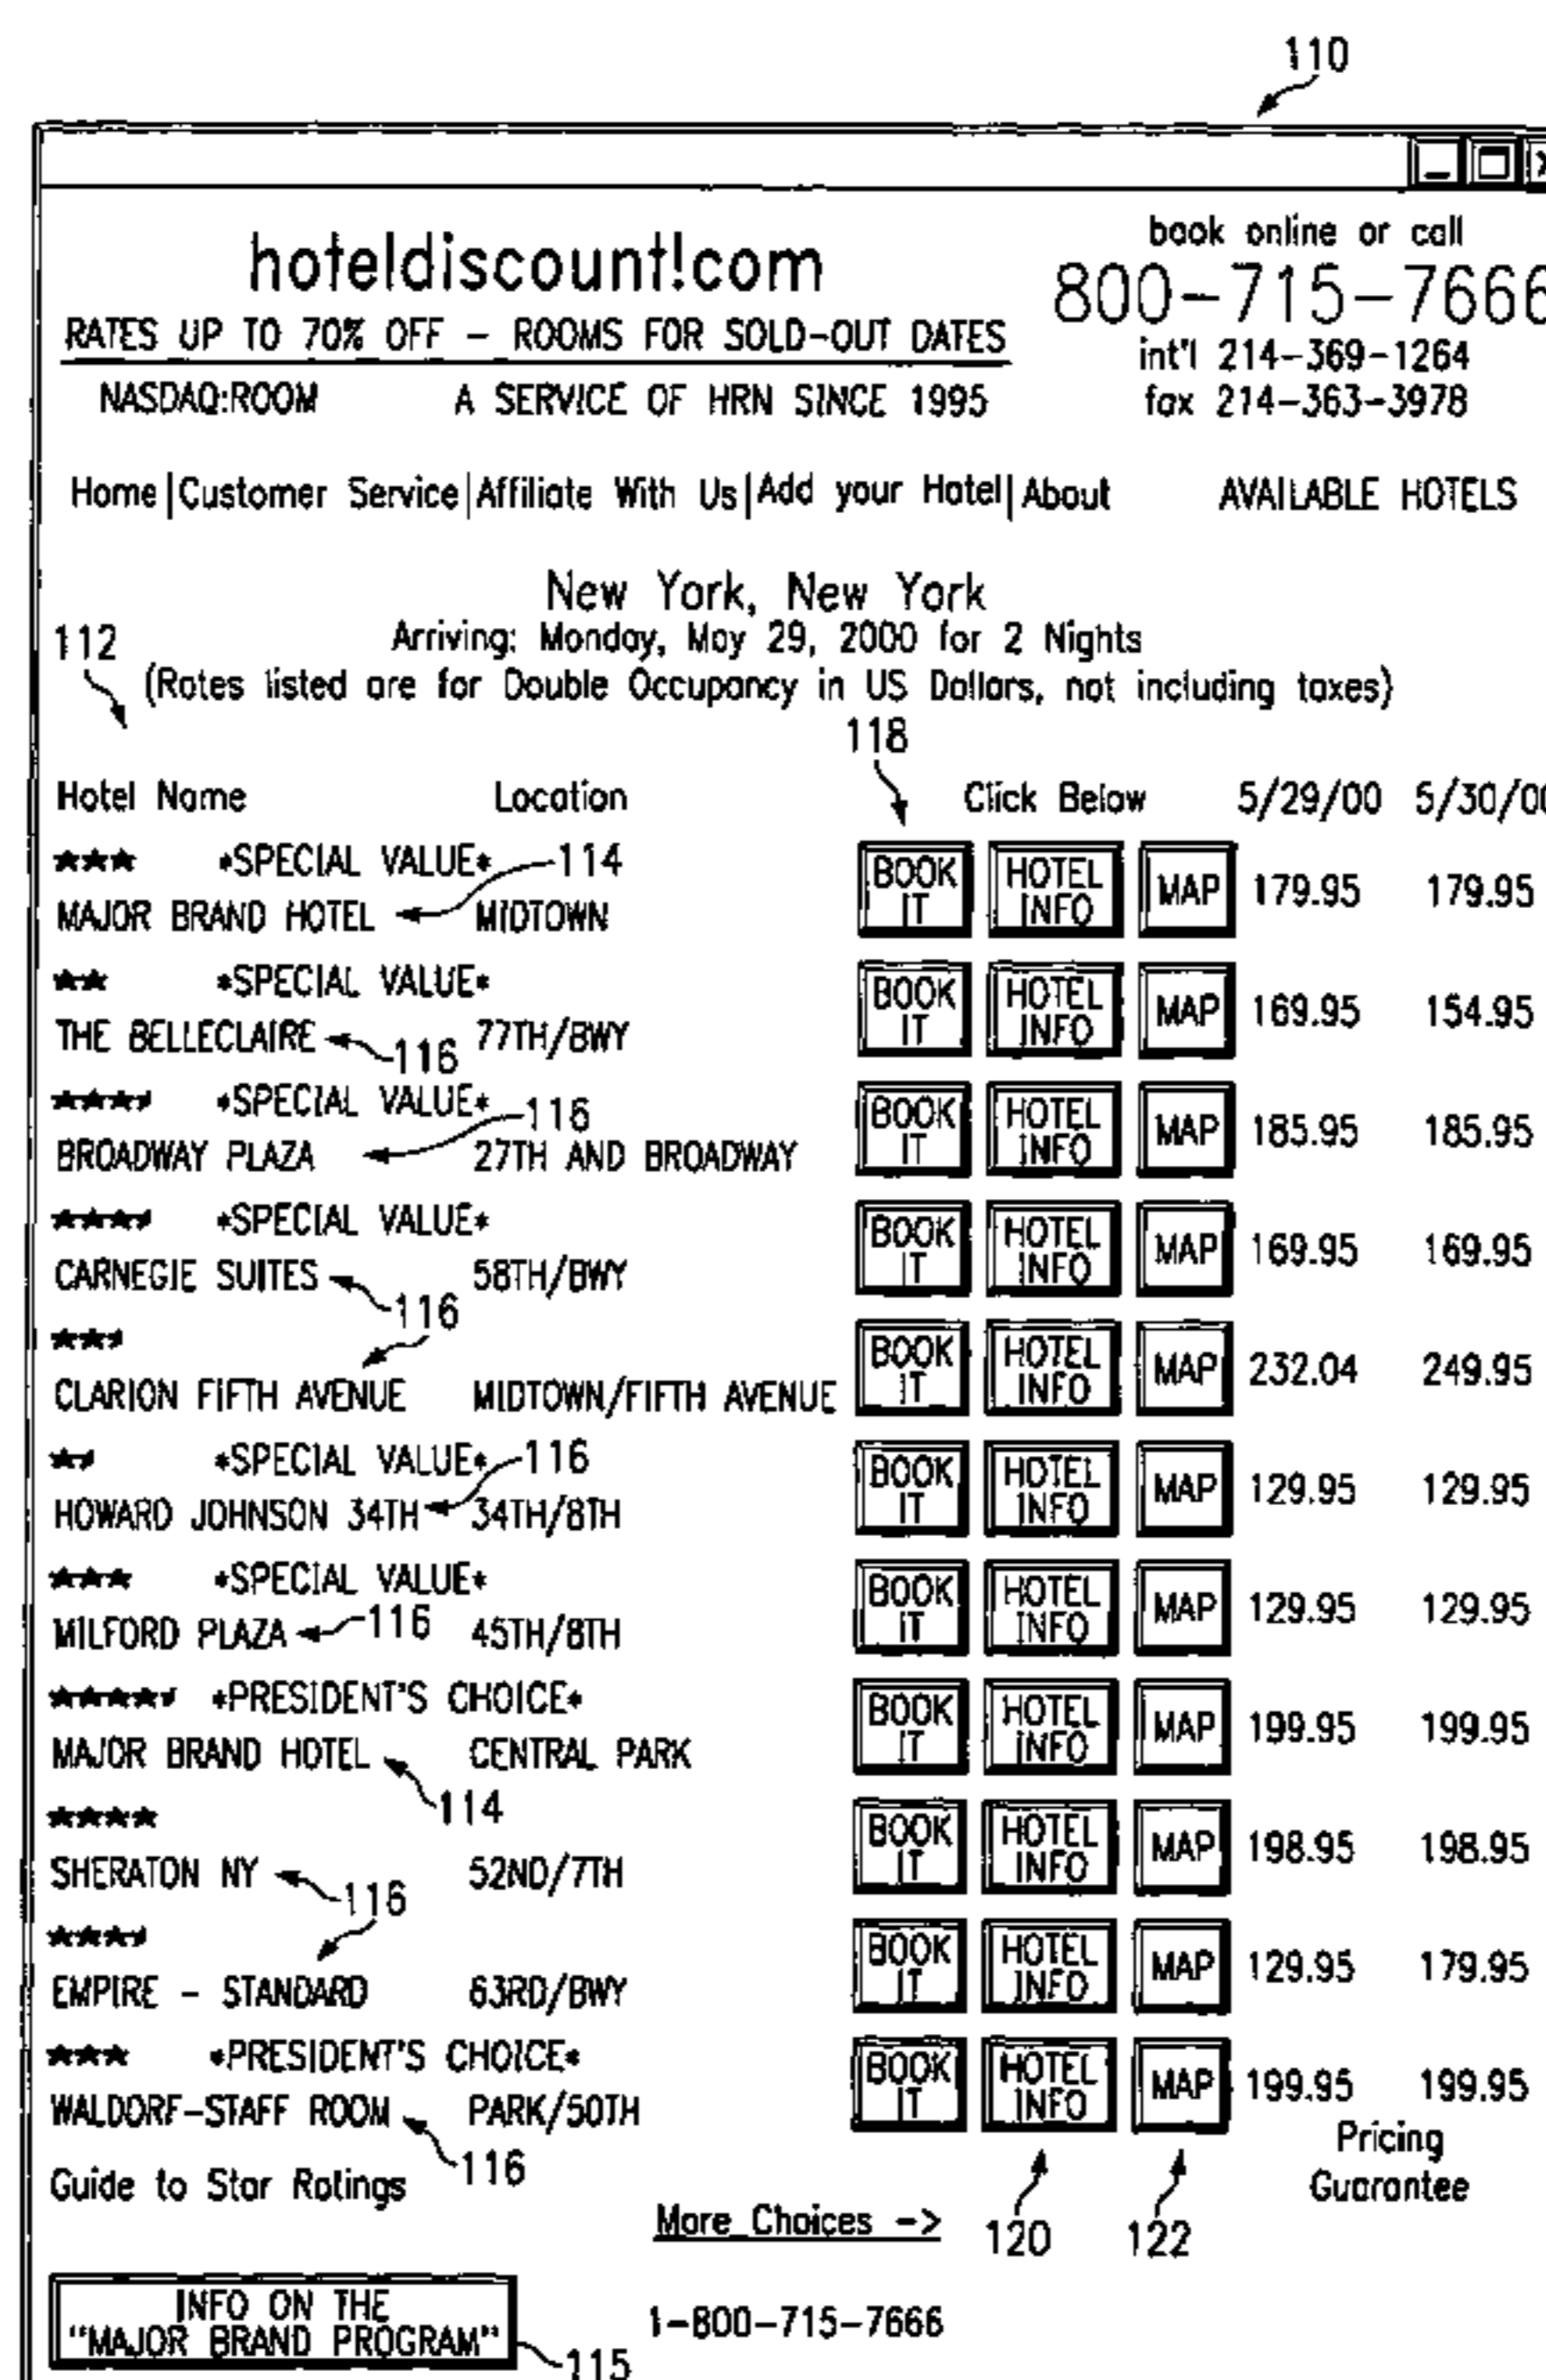 110
hoteldiscount!com
book online or call
800-715-7666
RATES UP TO 70% OFF - ROOMS FOR SOLD-OUT DATES
int'l 214-369-1264
NASDAQ:ROOM A SERVICE OF HRN SINCE 1995
fax 214-363-3978
Home|Customer Service|Affiliate With Us|Add your Hotel|About AVAILABLE HOTELS
New York, New York
112
Arriving: Monday, May 29, 2000 for 2 Nights
(Rates listed are for Double Occupancy in US Dollars, not including taxes)
118
Hotel Name Location Click Below 5/29/00 5/30/00
*SPECIAL VALUE* 114
MAJOR BRAND HOTEL MIDTOWN BOOK IT HOTEL INFO MAP 179.95 179.95
*SPECIAL VALUE*
THE BELLECLAIRE 116 77TH/BWY BOOK IT HOTEL INFO MAP 169.95 154.95
*SPECIAL VALUE* 116
BROADWAY PLAZA 27TH AND BROADWAY BOOK IT HOTEL INFO MAP 185.95 185.95
*SPECIAL VALUE*
CARNEGIE SUITES 58TH/BWY BOOK IT HOTEL INFO MAP 169.95 169.95
116
CLARION FIFTH AVENUE MIDTOWN/FIFTH AVENUE BOOK IT HOTEL INFO MAP 232.04 249.95
*SPECIAL VALUE* 116
HOWARD JOHNSON 34TH 34TH/8TH BOOK IT HOTEL INFO MAP 129.95 129.95
*SPECIAL VALUE*
MILFORD PLAZA 116 45TH/8TH BOOK IT HOTEL INFO MAP 129.95 129.95
*PRESIDENT'S CHOICE*
MAJOR BRAND HOTEL CENTRAL PARK BOOK IT HOTEL INFO MAP 199.95 199.95
114
SHERATON NY 52ND/7TH BOOK IT HOTEL INFO MAP 198.95 198.95
116
EMPIRE - STANDARD 63RD/BWY BOOK IT HOTEL INFO MAP 129.95 179.95
*PRESIDENT'S CHOICE*
WALDORF-STAFF ROOM PARK/50TH BOOK IT HOTEL INFO MAP 199.95 199.95
116
Pricing
Guarantee
Guide to Star Ratings
More Choices -> 120 122
INFO ON THE
"MAJOR BRAND PROGRAM"
1-800-715-7666
115